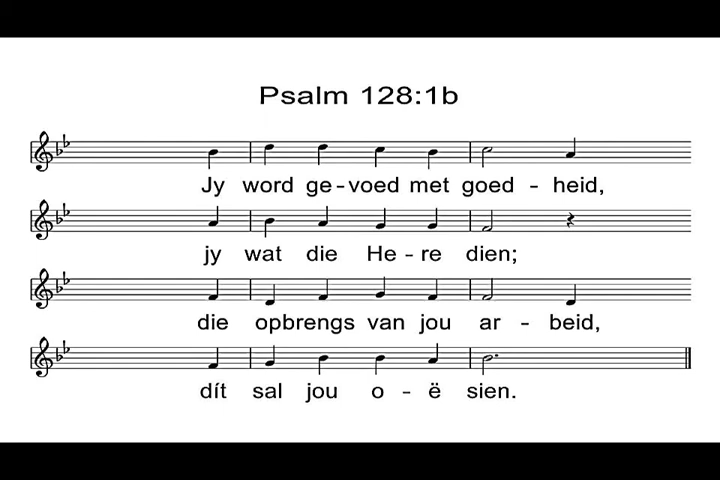 Psalm 128:1b
Jy word ge-voed met goed - heid,
jy wat die He - re dien;
die opbrengs van jou ar - beid,
dít sal jou o - ë sien.